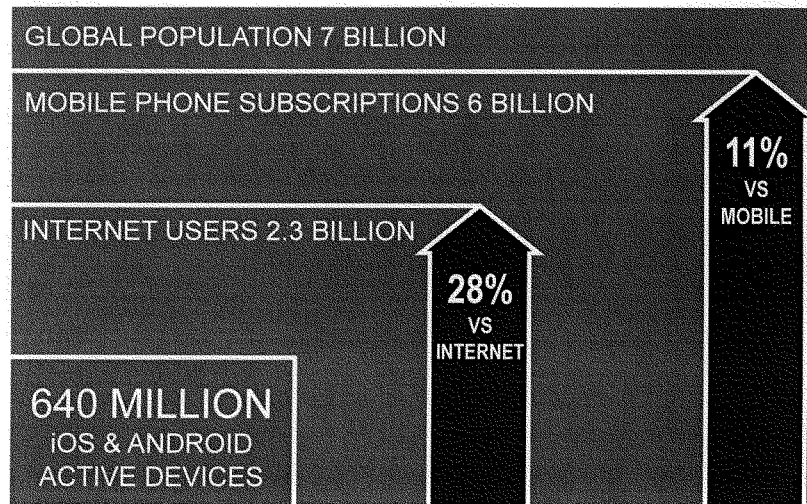 GLOBAL POPULATION 7 BILLION
MOBILE PHONE SUBSCRIPTIONS 6 BILLION
11%
VS
MOBILE
INTERNET USERS 2.3 BILLION
28%
VS
INTERNET
640 MILLION
iOS & ANDROID
ACTIVE DEVICES